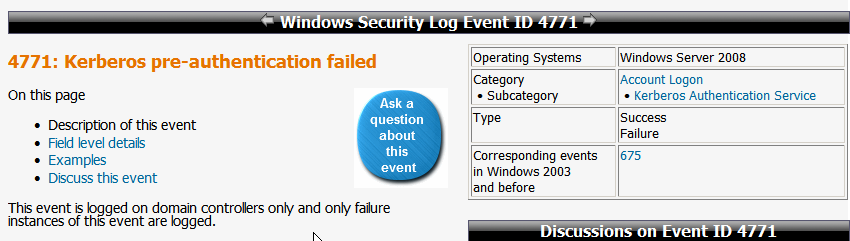 Windows Security Log Event ID 4771
4771: Kerberos pre-authentication failed
On this page
• Description of this event
• Field level details
• Examples
• Discuss this event
Ask a
question
about
this
event
This event is logged on domain controllers only and only failure
instances of this event are logged.
Operating Systems
Windows Server 2008
Category
• Subcategory
Account Logon
• Kerberos Authentication Service
Type
Success
Failure
Corresponding events
in Windows 2003
and before
675
Discussions on Event ID 4771